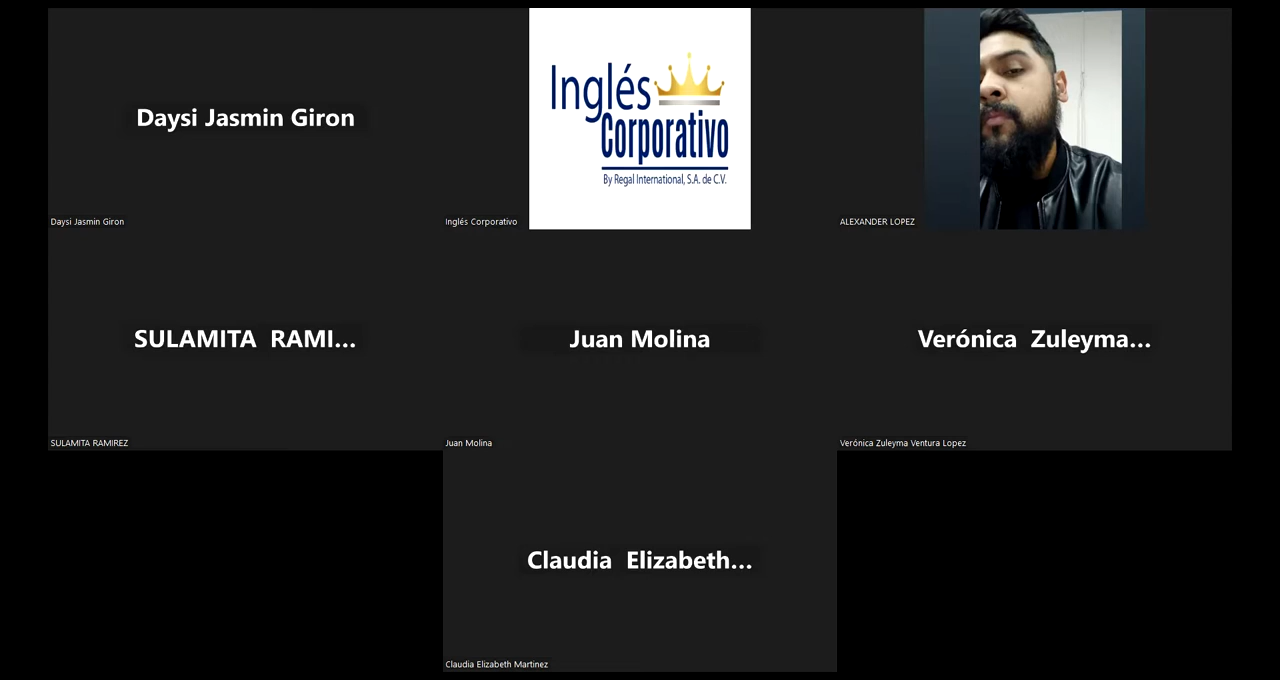 Daysi Jasmin Giron
Daysi Jasmin Giron
Inglés
Corporativo
By Regal International, S.A. de C.V.
Inglés Corporativo
ALEXANDER LOPEZ
SULAMITA RAMI...
SULAMITA RAMIREZ
Juan Molina
Juan Molina
Verónica Zuleyma...
Verónica Zuleyma Ventura Lopez
Claudia Elizabeth...
Claudia Elizabeth Martinez